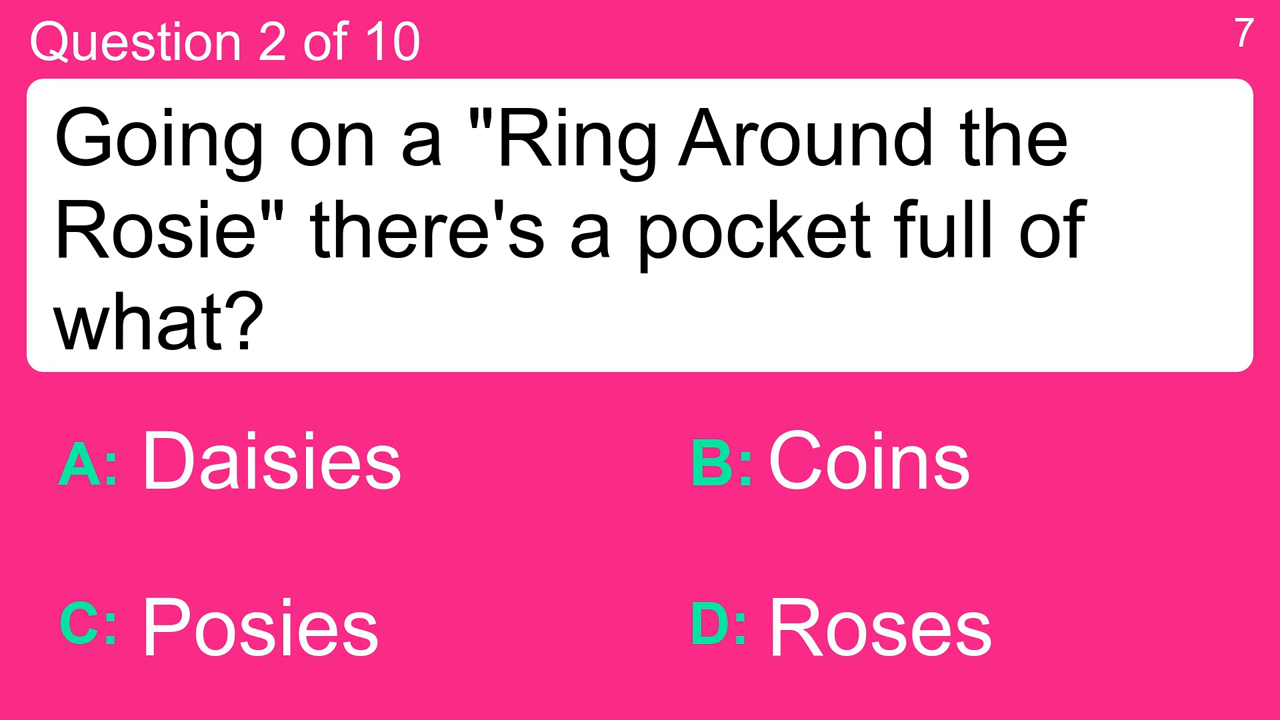 Question 2 of 10
7
Going on a "Ring Around the
Rosie" there's a pocket full of
what?
A: Daisies
B: Coins
C: Posies
D: Roses